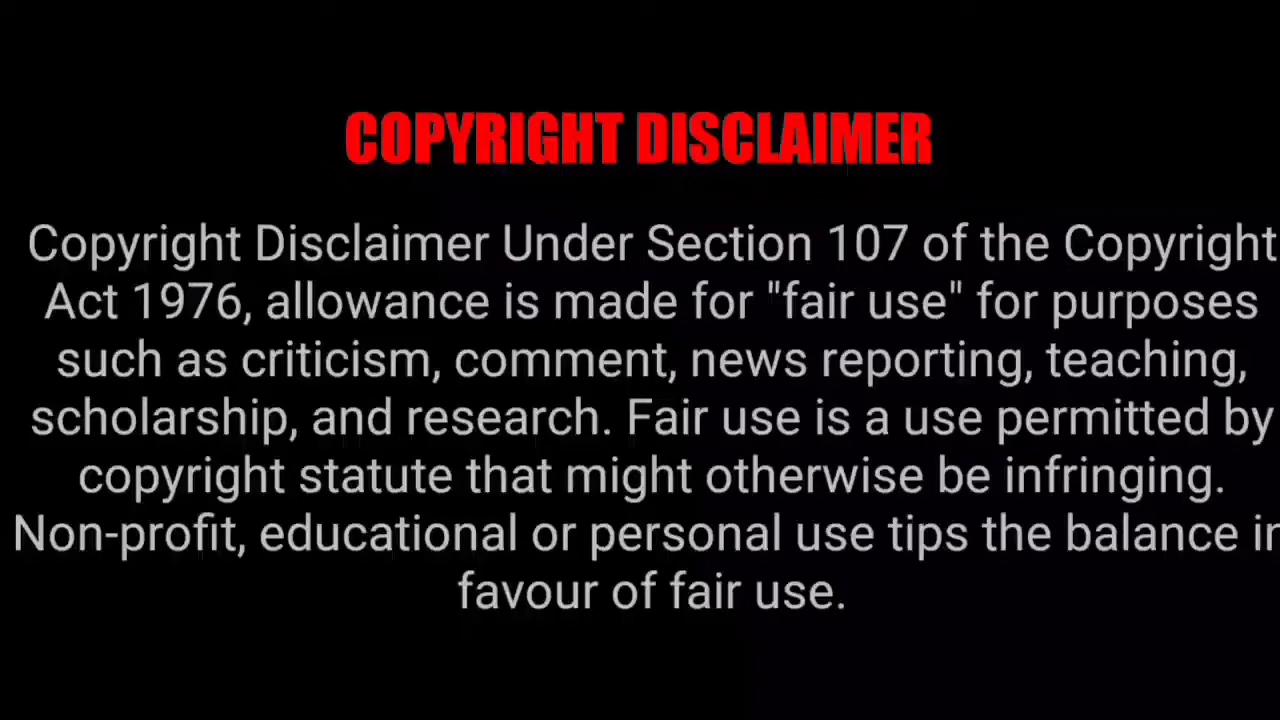 COPYRIGHT DISCLAIMER
Copyright Disclaimer Under Section 107 of the Copyright
Act 1976, allowance is made for "fair use" for purposes
such as criticism, comment, news reporting, teaching,
scholarship, and research. Fair use is a use permitted by
copyright statute that might otherwise be infringing.
Non-profit, educational or personal use tips the balance in
favour of fair use.